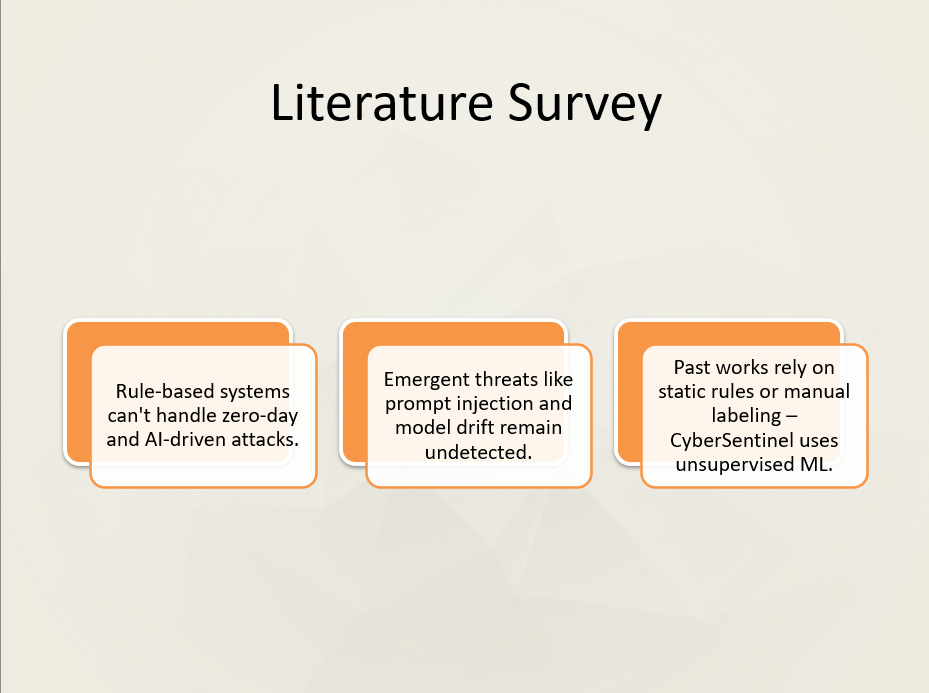 Literature Survey
Rule-based systems
can't handle zero-day
and AI-driven attacks.
Emergent threats like
prompt injection and
model drift remain
undetected.
Past works rely on
static rules or manual
labeling –
CyberSentinel uses
unsupervised ML.